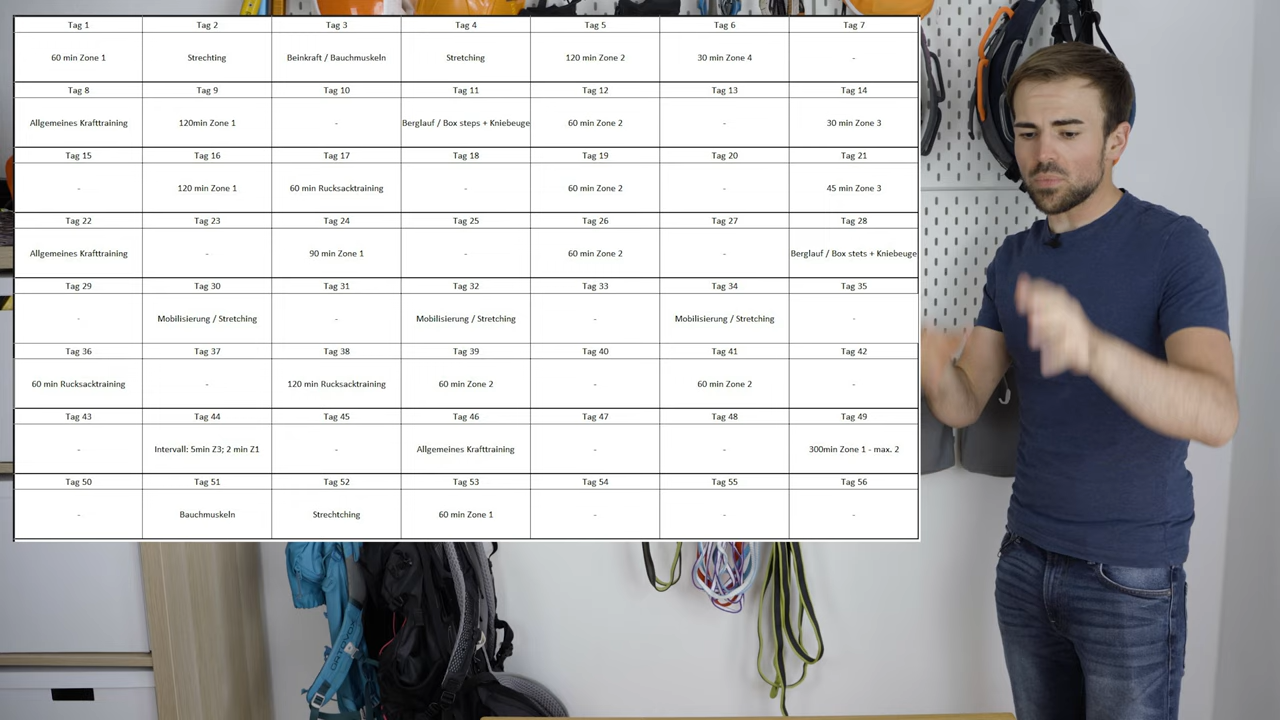 Tag 1 Tag 2 Tag 3 Tag 4 Tag 5 Tag 6 Tag 7
60 min Zone 1 Strechting Beinkraft / Bauchmuskeln Stretching 120 min Zone 2 30 min Zone 4 -
Tag 8 Tag 9 Tag 10 Tag 11 Tag 12 Tag 13 Tag 14
Allgemeines Krafttraining 120min Zone 1 - Berglauf / Box steps + Kniebeuge 60 min Zone 2 - 30 min Zone 3
Tag 15 Tag 16 Tag 17 Tag 18 Tag 19 Tag 20 Tag 21
- 120 min Zone 1 60 min Rucksacktraining - 60 min Zone 2 - 45 min Zone 3
Tag 22 Tag 23 Tag 24 Tag 25 Tag 26 Tag 27 Tag 28
Allgemeines Krafttraining - 90 min Zone 1 - 60 min Zone 2 - Berglauf / Box stets + Kniebeuge
Tag 29 Tag 30 Tag 31 Tag 32 Tag 33 Tag 34 Tag 35
- Mobilisierung / Stretching - Mobilisierung / Stretching - Mobilisierung / Stretching -
Tag 36 Tag 37 Tag 38 Tag 39 Tag 40 Tag 41 Tag 42
60 min Rucksacktraining - 120 min Rucksacktraining 60 min Zone 2 - 60 min Zone 2 -
Tag 43 Tag 44 Tag 45 Tag 46 Tag 47 Tag 48 Tag 49
- Intervall: 5min Z3; 2 min Z1 - Allgemeines Krafttraining - - 300min Zone 1 - max. 2
Tag 50 Tag 51 Tag 52 Tag 53 Tag 54 Tag 55 Tag 56
- Bauchmuskeln Strechtching 60 min Zone 1 - - -